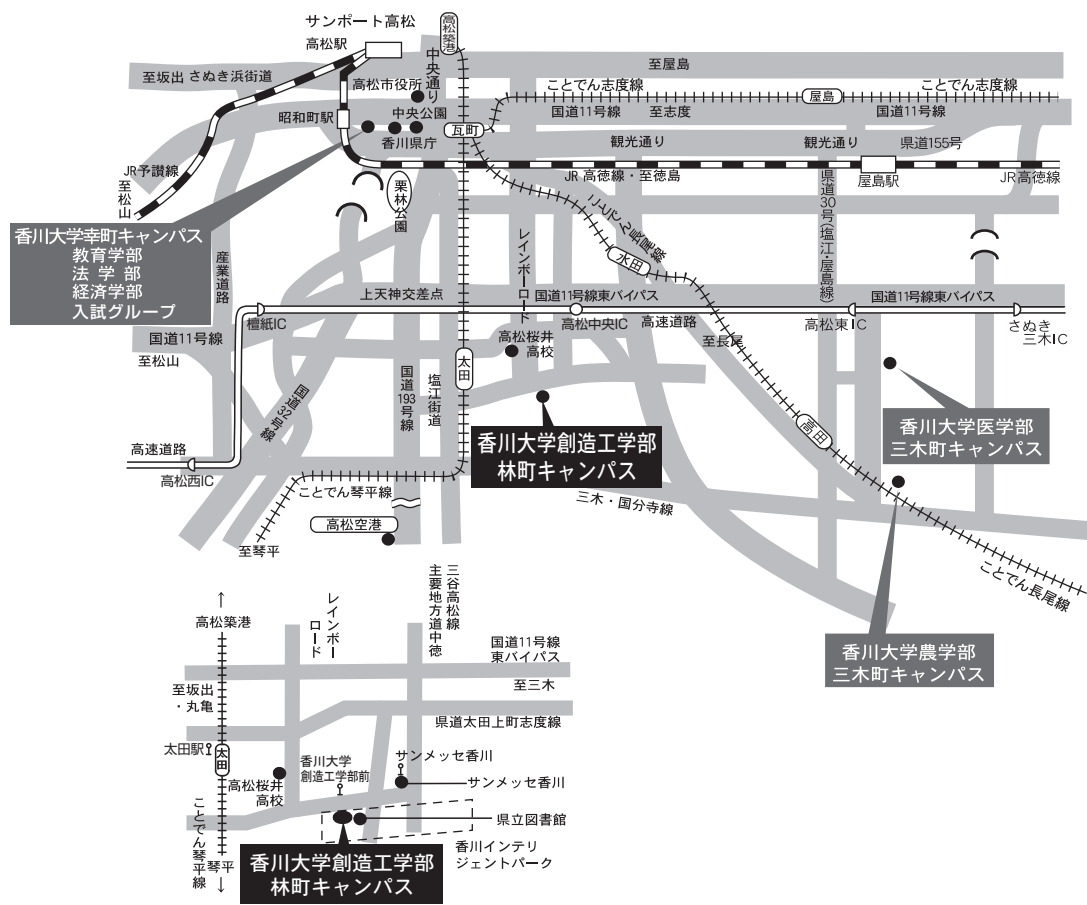 サンポート高松
高松駅
高松築港
中央通り
至坂出 さぬき浜街道
高松市役所
至屋島
ことでん志度線
屋島
ことでん志度線
昭和町駅
中央公園
国道11号線
至志度
国道11号線
瓦町
香川県庁
観光通り
観光通り
県道155号
JR予讃線
至松山
JR 高徳線・至徳島
屋島駅
JR高徳線
栗林公園
県道30号(塩江・屋島線)
香川大学幸町キャンパス
教育学部
法 学 部
経済学部
入試グループ
産業道路
レインボーロード
ことでん長尾線
水田
上天神交差点
国道11号線東バイパス
国道11号線東バイパス
檀紙IC
高松中央IC
高速道路
高松東IC
さぬき
三木IC
国道11号線
至松山
高松桜井
高校
至長尾
太田
国道32号線
国道193号線
塩江街道
香川大学創造工学部
林町キャンパス
高田
香川大学医学部
三木町キャンパス
高速道路
高松西IC
ことでん琴平線
三木・国分寺線
高松空港
至琴平
ことでん長尾線
香川大学農学部
三木町キャンパス
↑
高松築港
レインボー
ロード
三谷高松線
主要地方道中徳
国道11号線
東バイパス
至三木
至坂出
・丸亀
県道太田上町志度線
太田駅
太田
香川大学
創造工学部前
サンメッセ香川
高松桜井
高校
サンメッセ香川
県立図書館
ことでん琴平線
琴平
↓
香川インテリ
ジェントパーク
香川大学創造工学部
林町キャンパス